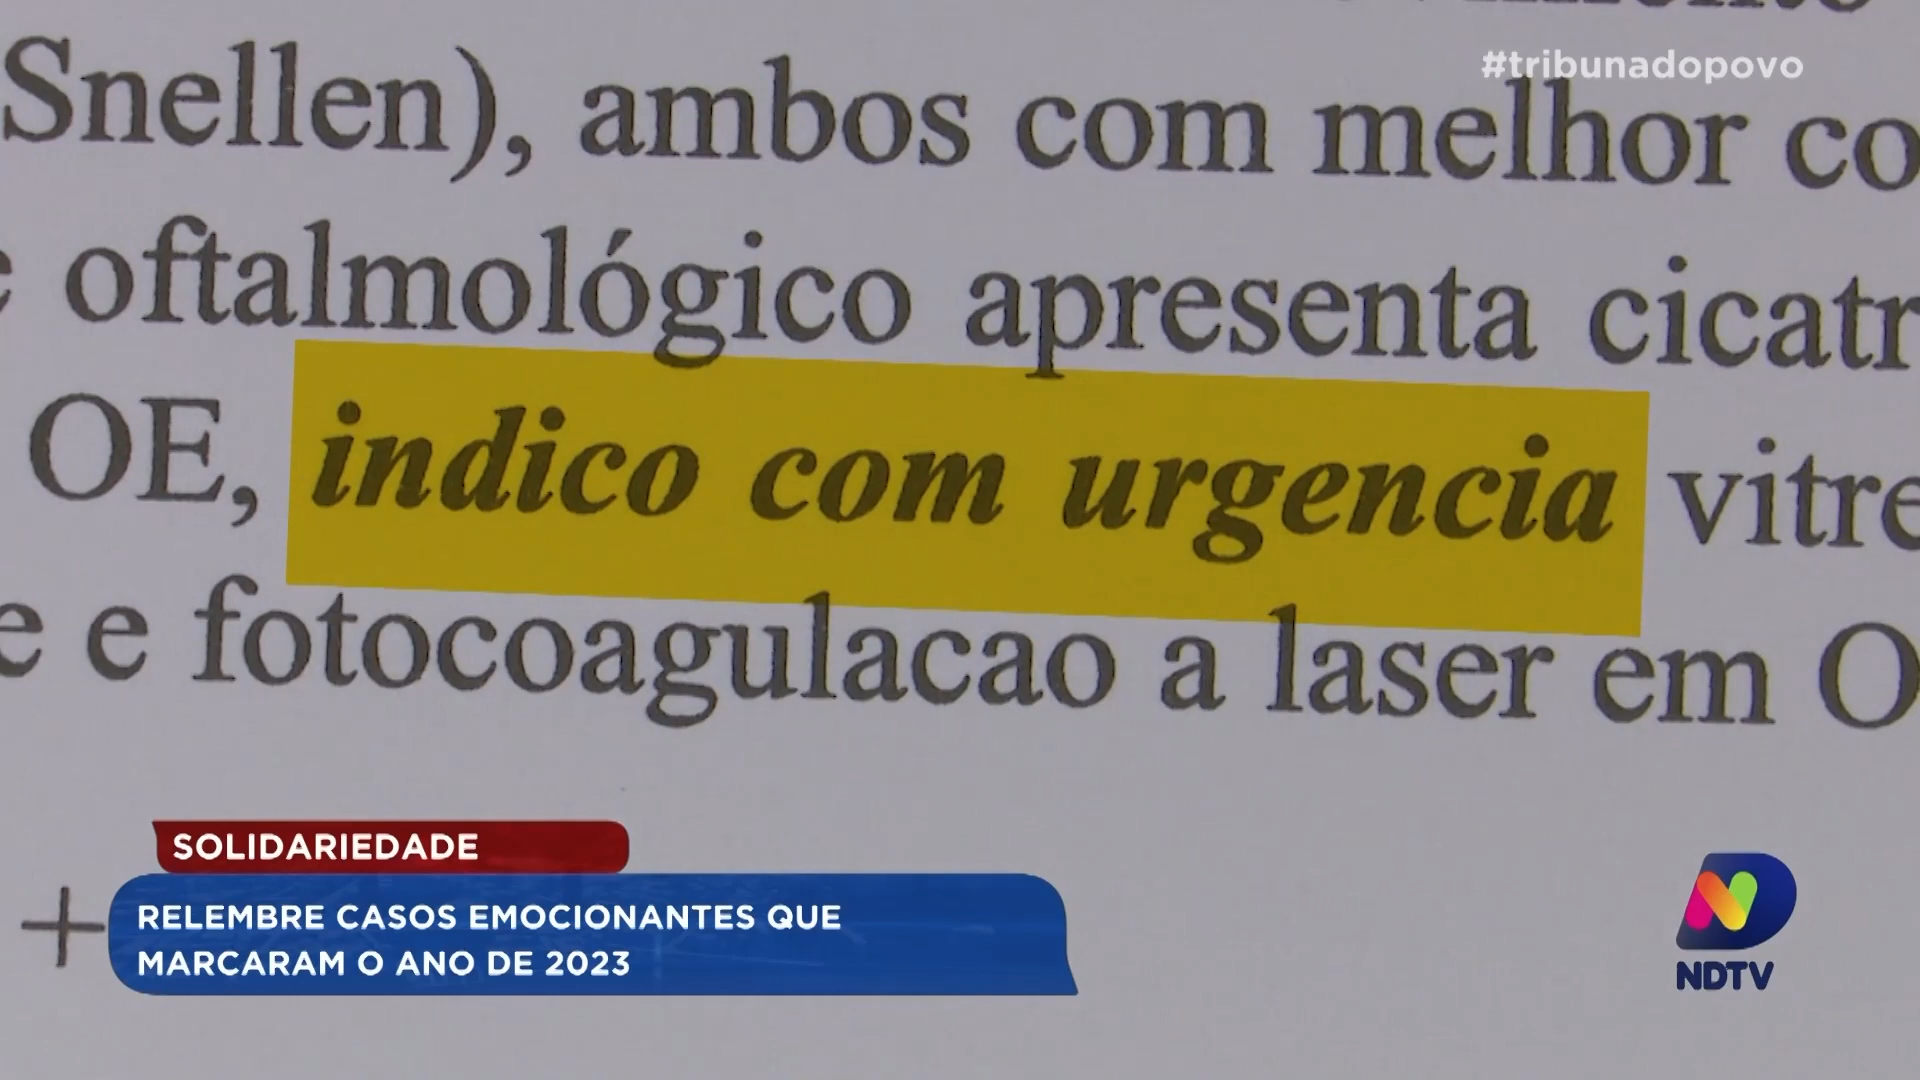 #tribunadopovo
Snellen), ambos com melhor co
oftalmológico apresenta cicatr
OE, indico com urgencia vitre
e e fotocoagulacao a laser em O
SOLIDARIEDADE
RELEMBRE CASOS EMOCIONANTES QUE
MARCARAM O ANO DE 2023
NDTV